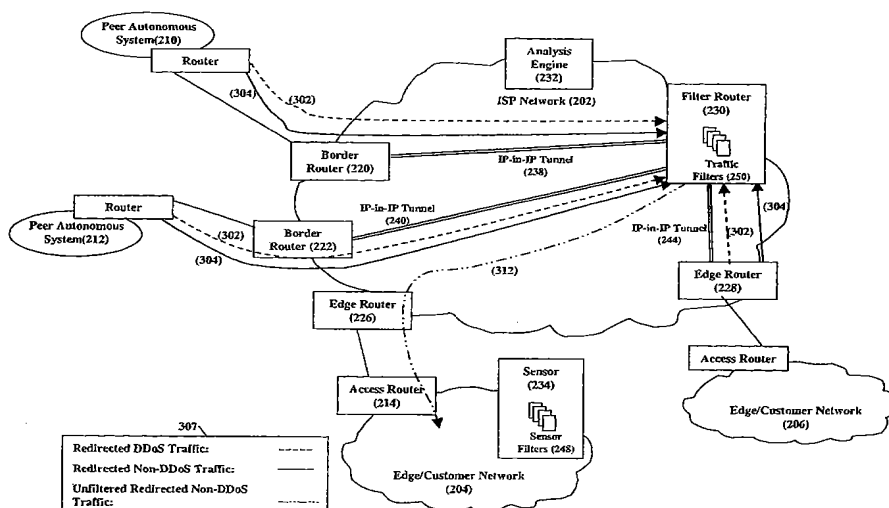 Peer Autonomous
System(210)
Router
(304)
(302)
Analysis
Engine
(232)
ISP Network (202)
Filter Router
(230)
Traffic
Filters (250)
Border
Router (220)
IP-in-IP Tunnel
(238)
Router
Peer Autonomous
System(212)
(302)
(304)
Border
Router (222)
IP-in-IP Tunnel
(240)
(312)
IP-in-IP Tunnel
(244)
(302)
(304)
Edge Router
(226)
Edge Router
(228)
Access Router
(214)
Sensor
(234)
Sensor
Filters (248)
Access Router
Edge/Customer Network
(206)
Edge/Customer Network
(204)
307
Redirected DDoS Traffic:
Redirected Non-DDoS Traffic:
Unfiltered Redirected Non-DDoS
Traffic: